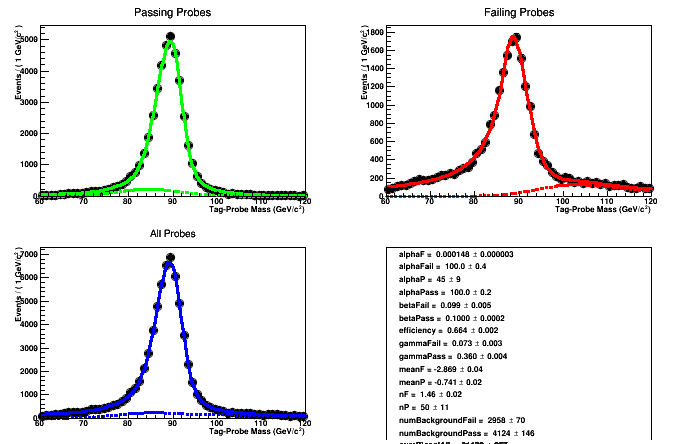 Passing Probes
Events / ( 1 GeV/c² )
5000
4000
3000
2000
1000
0
60 70 80 90 100 110 120
Tag-Probe Mass (GeV/c²)
Failing Probes
Events / ( 1 GeV/c² )
1800
1600
1400
1200
1000
800
600
400
200
0
60 70 80 90 100 110 120
Tag-Probe Mass (GeV/c²)
All Probes
Events / ( 1 GeV/c² )
7000
6000
5000
4000
3000
2000
1000
0
60 70 80 90 100 110 120
Tag-Probe Mass (GeV/c²)
alphaF = 0.000148 ± 0.000003
alphaFail = 100.0 ± 0.4
alphaP = 45 ± 9
alphaPass = 100.0 ± 0.2
betaFail = 0.099 ± 0.005
betaPass = 0.1000 ± 0.0002
efficiency = 0.664 ± 0.002
gammaFail = 0.073 ± 0.003
gammaPass = 0.360 ± 0.004
meanF = -2.869 ± 0.04
meanP = -0.741 ± 0.02
nF = 1.46 ± 0.02
nP = 50 ± 11
numBackgroundFail = 2958 ± 70
numBackgroundPass = 4124 ± 146